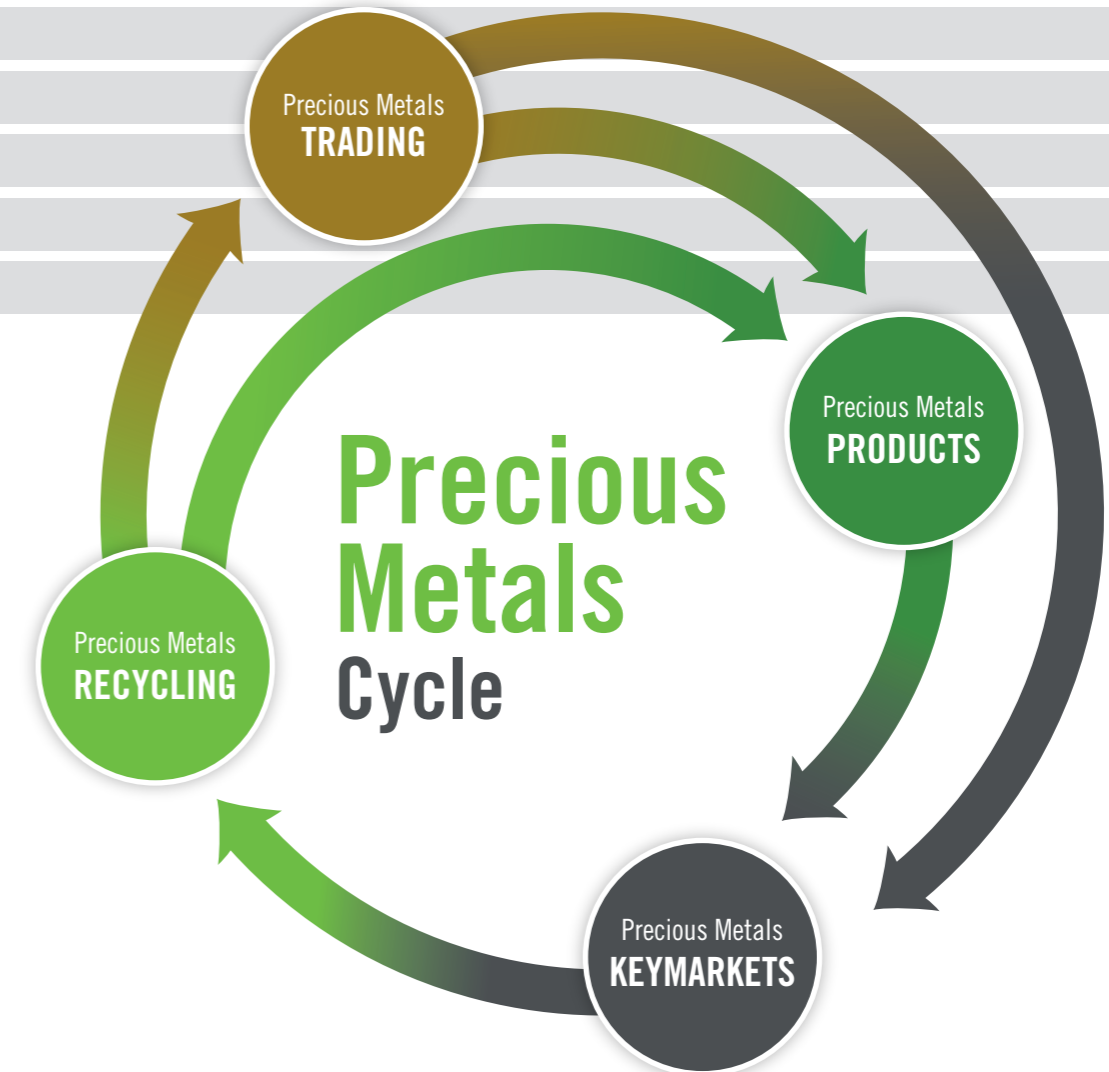 Precious Metals
TRADING
Precious Metals
PRODUCTS
Precious
Metals
Cycle
Precious Metals
RECYCLING
Precious Metals
KEYMARKETS